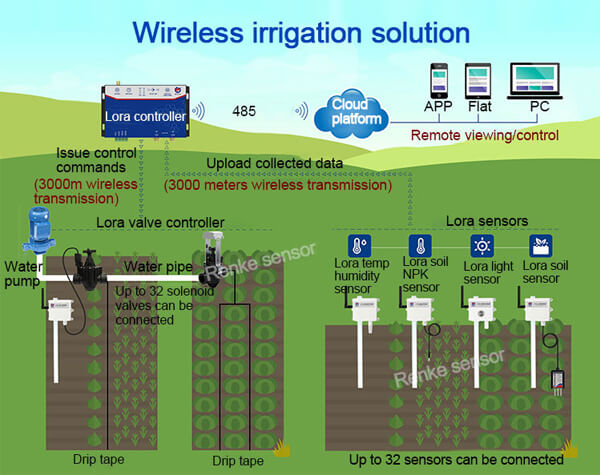 Wireless irrigation solution
Lora controller
485
Cloud
platform
APP
Flat
PC
Remote viewing/control
Issue control
commands
(3000m wireless
transmission)
Upload collected data
(3000 meters wireless transmission)
Lora valve controller
Lora sensors
Water
pump
Water pipe
Renke sensor
Up to 32 solenoid
valves can be
connected
Lora temp
humidity
sensor
Lora soil
NPK
sensor
Lora light
sensor
Lora soil
sensor
Renke sensor
Drip tape
Drip tape
Up to 32 sensors can be connected